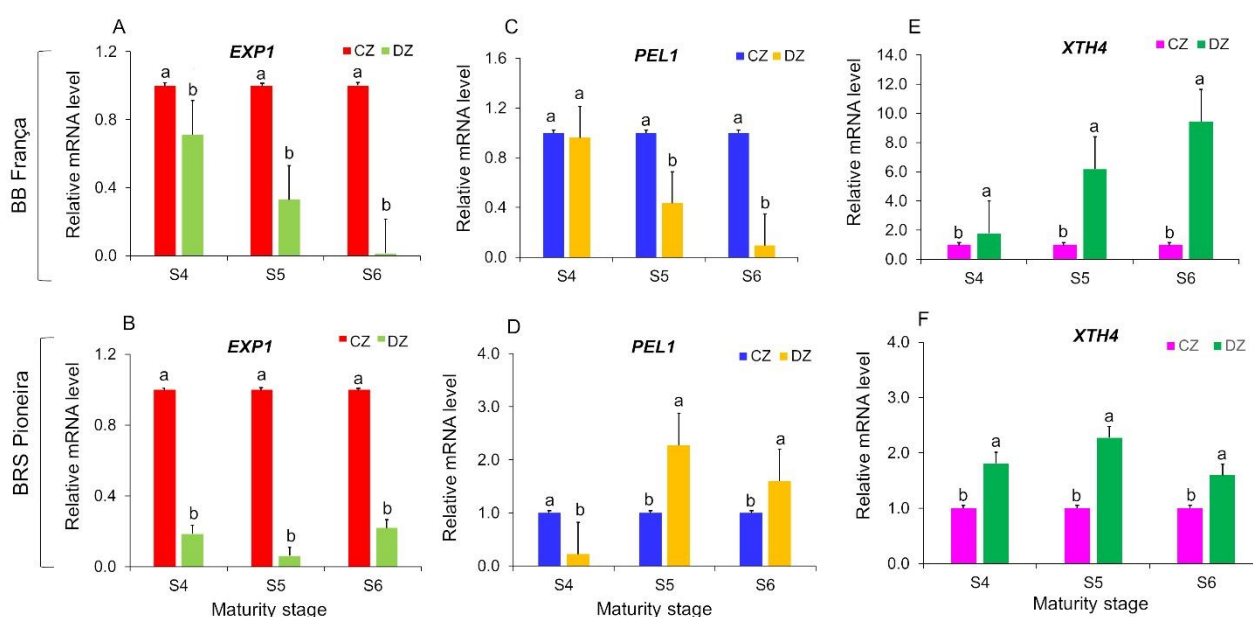 BB França
A
EXP1
CZ DZ
Relative mRNA level
1.2
0.8
0.4
0.0
a b a b a b
S4 S5 S6
C
PEL1
CZ DZ
Relative mRNA level
1.6
1.2
0.8
0.4
0.0
a a a b a b
S4 S5 S6
E
XTH4
CZ DZ
Relative mRNA level
14.0
12.0
10.0
8.0
6.0
4.0
2.0
0.0
b a b a b a
S4 S5 S6
BRS Pioneira
B
EXP1
CZ DZ
Relative mRNA level
1.2
0.8
0.4
0.0
a b a b a b
S4 S5 S6
Maturity stage
D
PEL1
CZ DZ
Relative mRNA level
4.0
3.0
2.0
1.0
0.0
a b b a b a
S4 S5 S6
Maturity stage
F
XTH4
CZ DZ
Relative mRNA level
4.0
3.0
2.0
1.0
0.0
b a b a b a
S4 S5 S6
Maturity stage